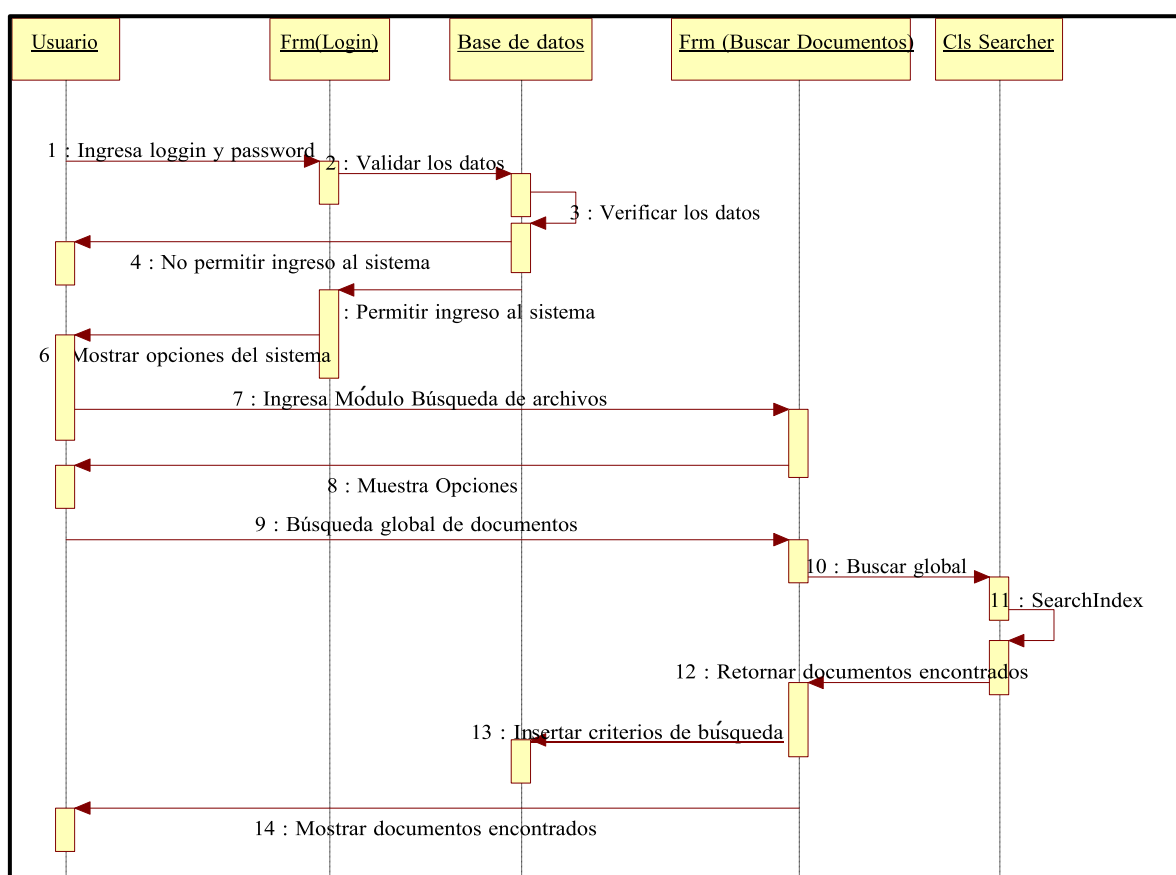 Usuario
Frm(Login)
Base de datos
Frm (Buscar Documentos)
Cls Searcher
1 : Ingresa loggin y password
2 : Validar los datos
3 : Verificar los datos
4 : No permitir ingreso al sistema
: Permitir ingreso al sistema
6 Mostrar opciones del sistema
7 : Ingresa Módulo Búsqueda de archivos
8 : Muestra Opciones
9 : Búsqueda global de documentos
10 : Buscar global
11 : SearchIndex
12 : Retornar documentos encontrados
13 : Insertar criterios de búsqueda
14 : Mostrar documentos encontrados